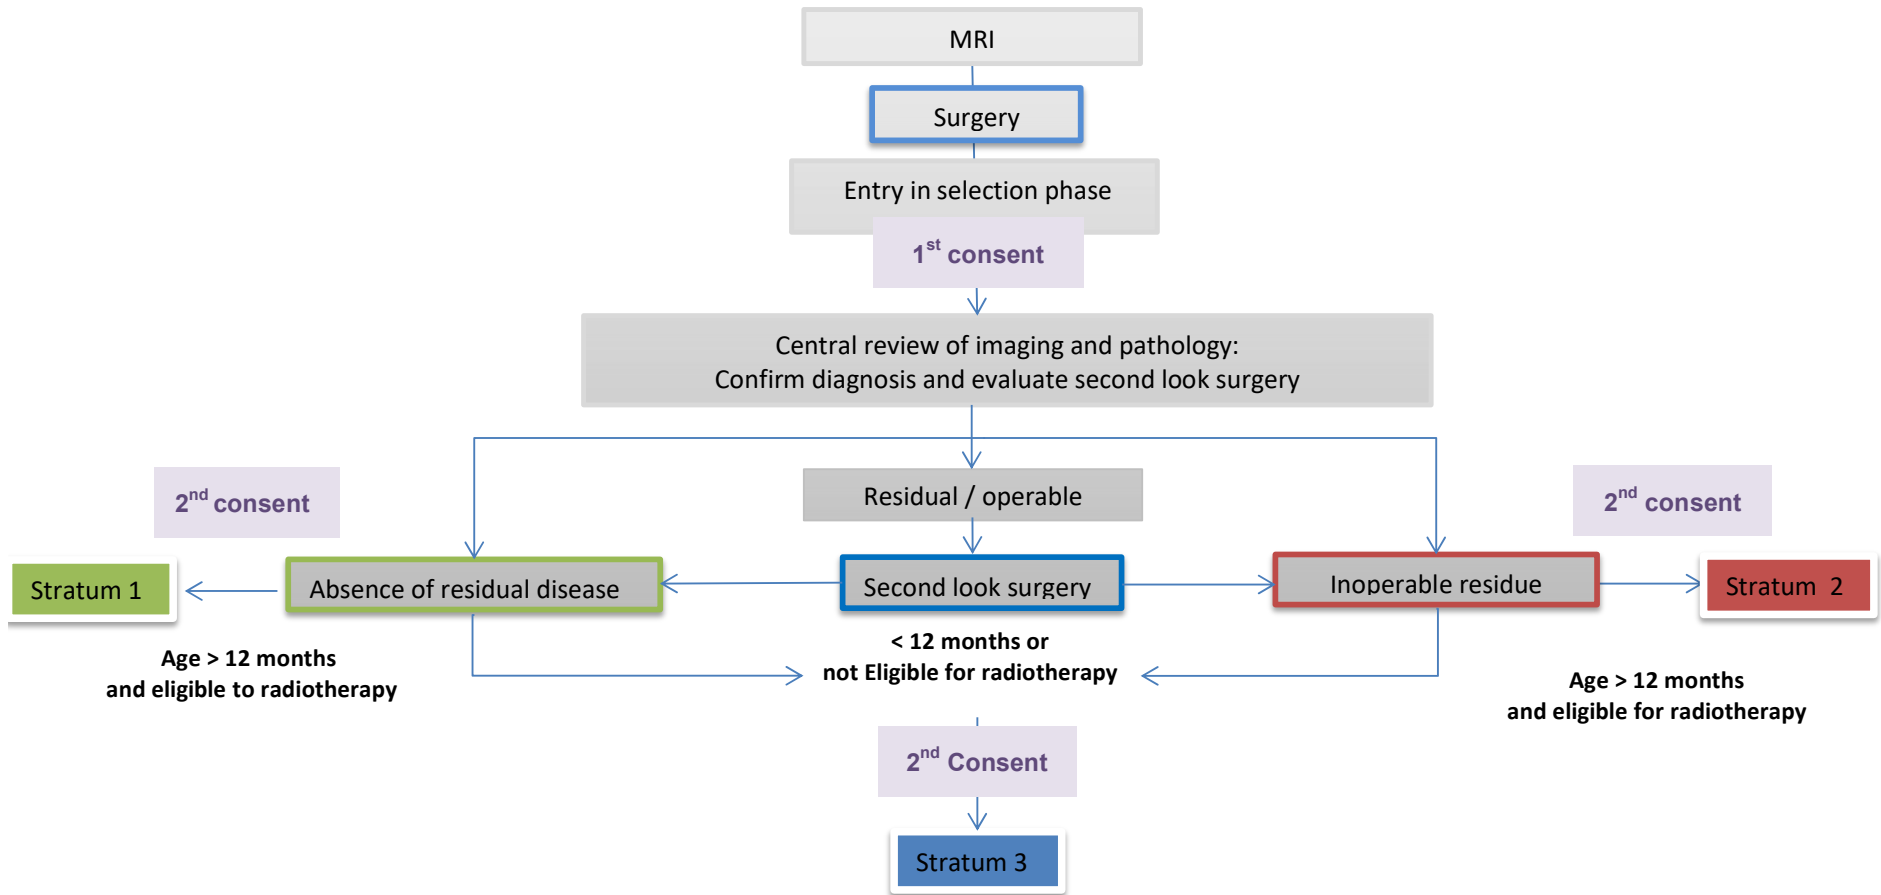 MRI
Surgery
Entry in selection phase
1st consent
Central review of imaging and pathology:
Confirm diagnosis and evaluate second look surgery
2nd consent
Residual / operable
2nd consent
Stratum 1
Absence of residual disease
Second look surgery
Inoperable residue
Stratum 2
Age > 12 months
and eligible to radiotherapy
< 12 months or
not Eligible for radiotherapy
Age > 12 months
and eligible for radiotherapy
2nd Consent
Stratum 3